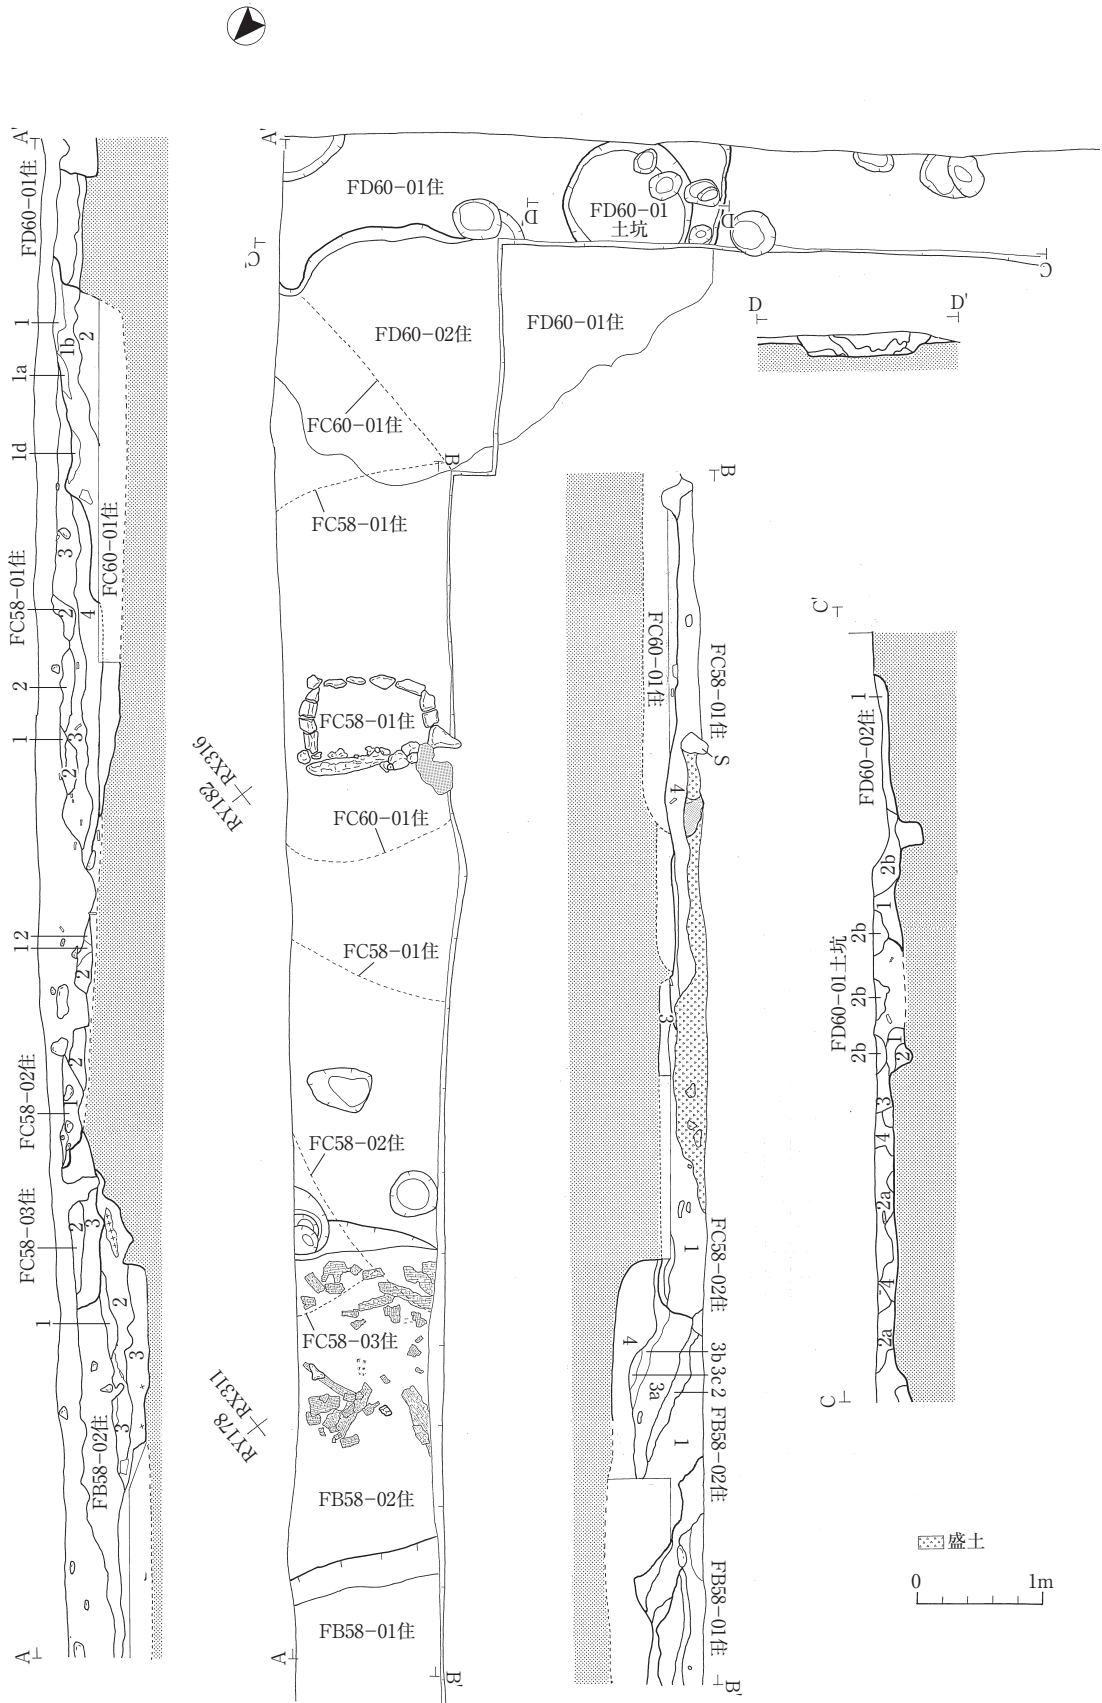 A'
FD60-01住
1
1b
2
1a
1d
3
FC60-01住
FC58-01住
2
4
2
1
3
2
12
1
2
FC58-02住
2
1
FC58-03住
2
3
1
2
3
3
FB58-02住
A
A'
FD60-01住
D'
FD60-01
土坑
D
C'
C
FD60-02住
FD60-01住
FC60-01住
B
FC58-01住
FC58-01住
RX316
RY182
FC60-01住
FC58-01住
FC58-02住
FC58-03住
RX311
RY178
FB58-02住
FB58-01住
A
B'
D
D'
B
FC60-01住
FC58-01住
S
4
3
FC58-02住
1
4
3b3c2
3a
FB58-02住
1
FB58-01住
B'
C'
1
FD60-02住
2b
1
2b
FD60-01土坑
2b
2b
1
2
3
4
2a
4
2a
C
盛土
0
1m